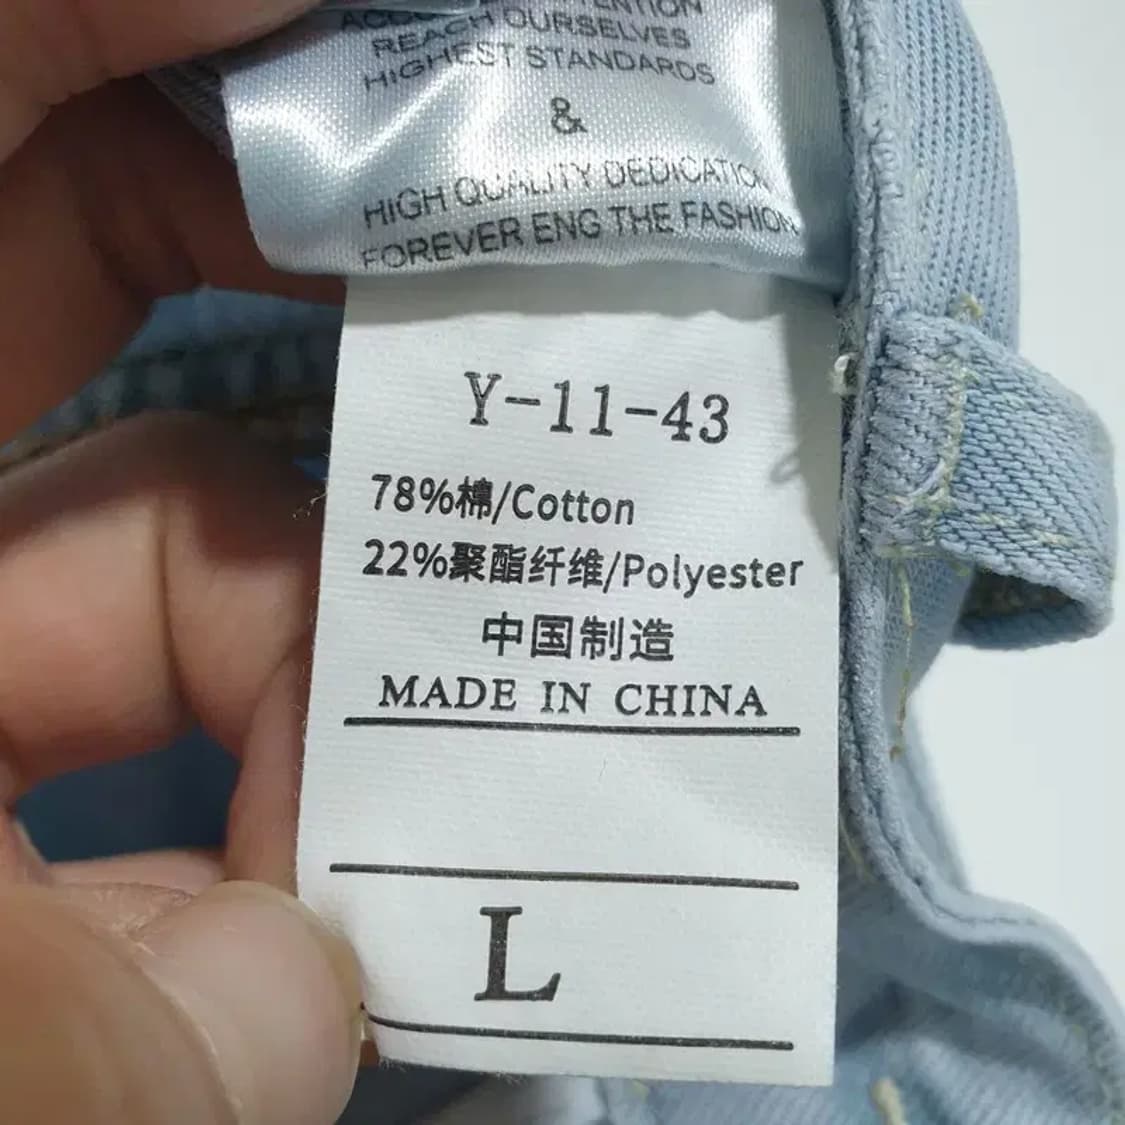 REACH OURSELVES
HIGHEST STANDARDS
&
HIGH QUALITY DEDICATION
FOREVER ENG THE FASHION
Y-11-43
78%棉/Cotton
22%聚酯纤维/Polyester
中国制造
MADE IN CHINA
L